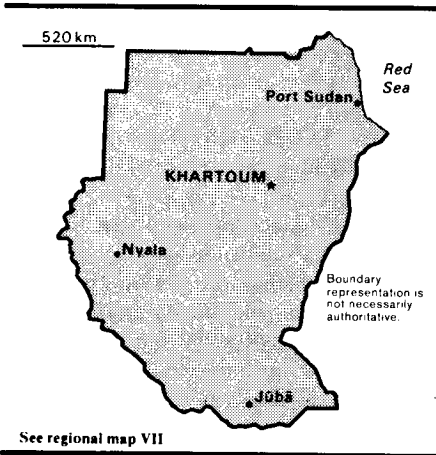 520 km
Red
Sea
Port Sudan
KHARTOUM
Nyala
Boundary
representation is
not necessarily
authoritative.
Jūbā
See regional map VII